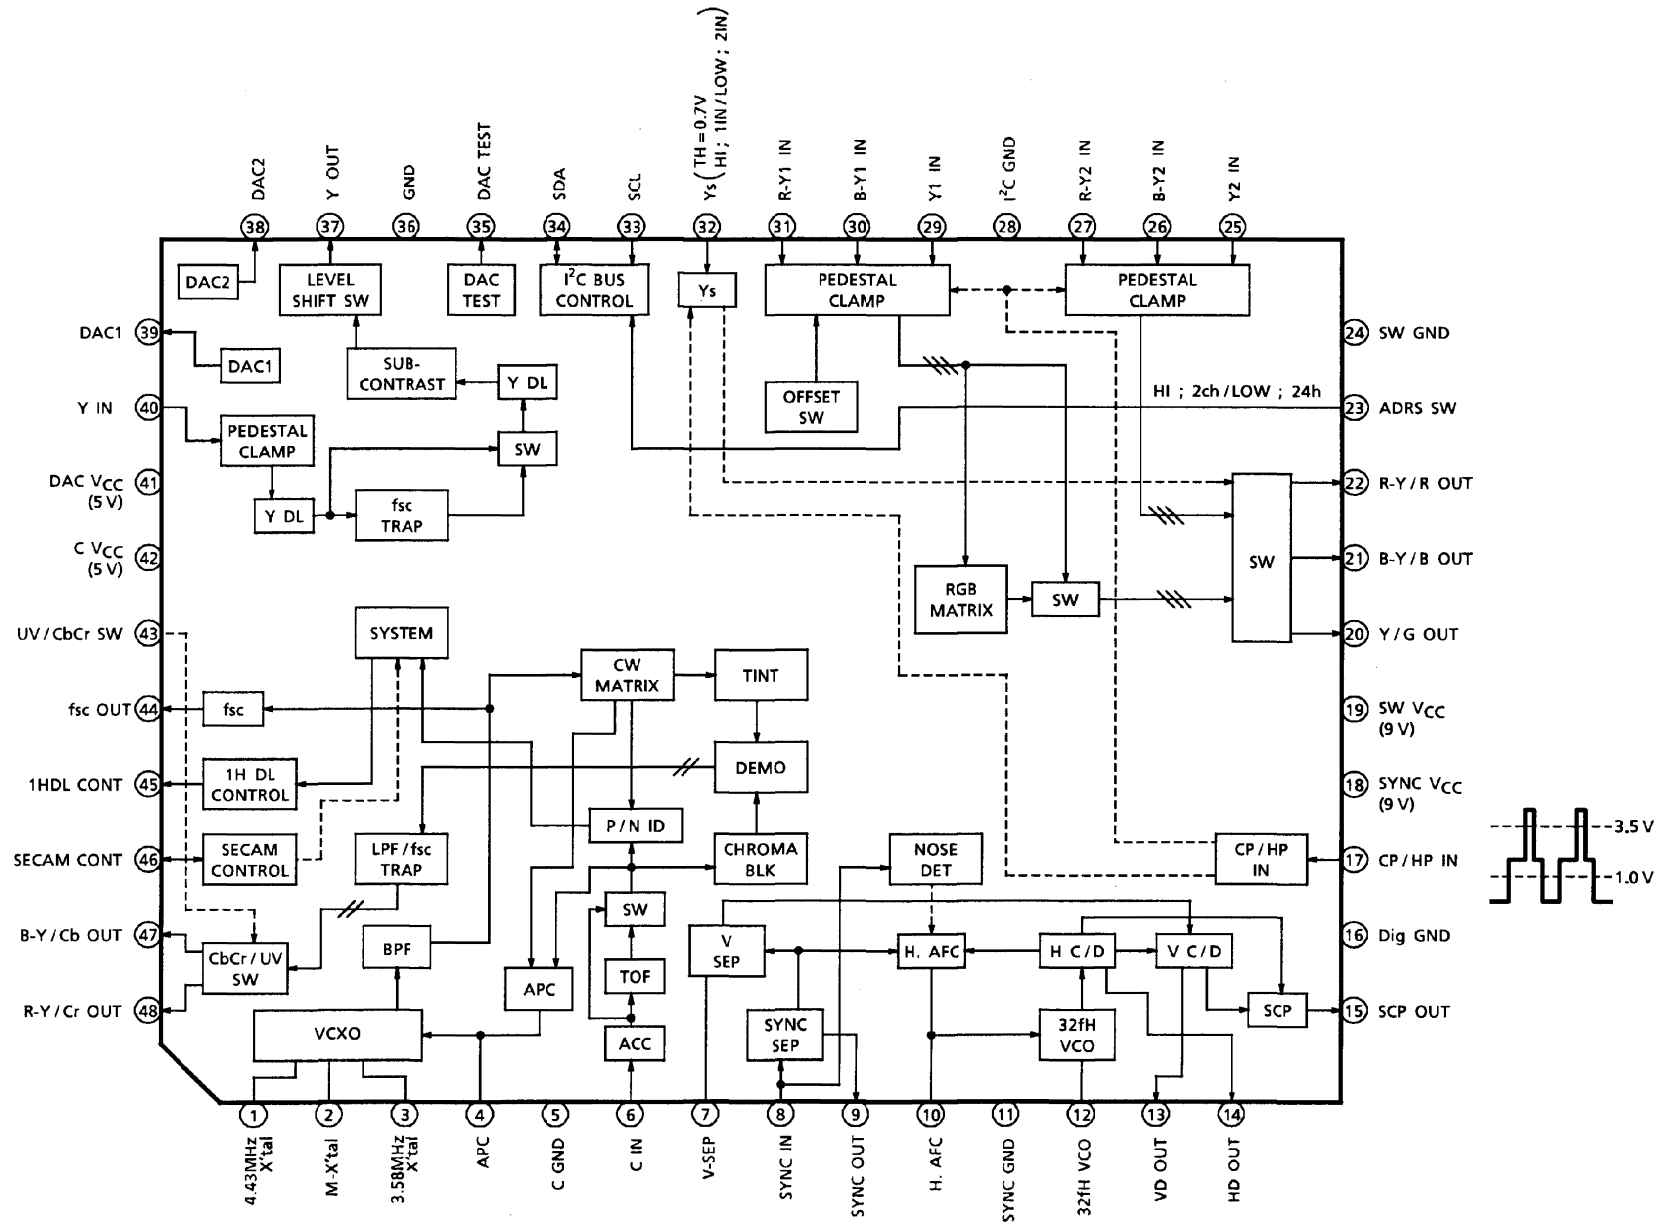 Ys (TH = 0.7V
HI ; 1IN / LOW ; 2IN)
DAC2
Y OUT
GND
DAC TEST
SDA
SCL
R-Y1 IN
B-Y1 IN
Y1 IN
I²C GND
R-Y2 IN
B-Y2 IN
Y2 IN
38
37
36
35
34
33
32
31
30
29
28
27
26
25
DAC2
LEVEL
SHIFT SW
DAC
TEST
I²C BUS
CONTROL
Ys
PEDESTAL
CLAMP
PEDESTAL
CLAMP
DAC1 39
24 SW GND
DAC1
SUB-
CONTRAST
Y DL
OFFSET
SW
HI ; 2ch / LOW ; 24h
Y IN 40
23 ADRS SW
PEDESTAL
CLAMP
SW
DAC VCC 41
(5 V)
22 R-Y / R OUT
Y DL
fsc
TRAP
C VCC 42
(5 V)
SW
21 B-Y / B OUT
RGB
MATRIX
SW
UV / CbCr SW 43
SYSTEM
20 Y / G OUT
CW
MATRIX
TINT
fsc OUT 44
fsc
19 SW VCC
(9 V)
1HDL CONT 45
1H DL
CONTROL
DEMO
18 SYNC VCC
(9 V)
P / N ID
3.5 V
SECAM CONT 46
SECAM
CONTROL
LPF / fsc
TRAP
CHROMA
BLK
NOSE
DET
CP / HP
IN
17 CP / HP IN
1.0 V
SW
B-Y / Cb OUT 47
CbCr / UV
SW
BPF
V
SEP
H. AFC
H C / D
V C / D
16 Dig GND
APC
TOF
R-Y / Cr OUT 48
VCXO
ACC
SYNC
SEP
32fH
VCO
SCP
15 SCP OUT
1
2
3
4
5
6
7
8
9
10
11
12
13
14
4.43MHz
X'tal
M-X'tal
3.58MHz
X'tal
APC
C GND
C IN
V-SEP
SYNC IN
SYNC OUT
H. AFC
SYNC GND
32fH VCO
VD OUT
HD OUT